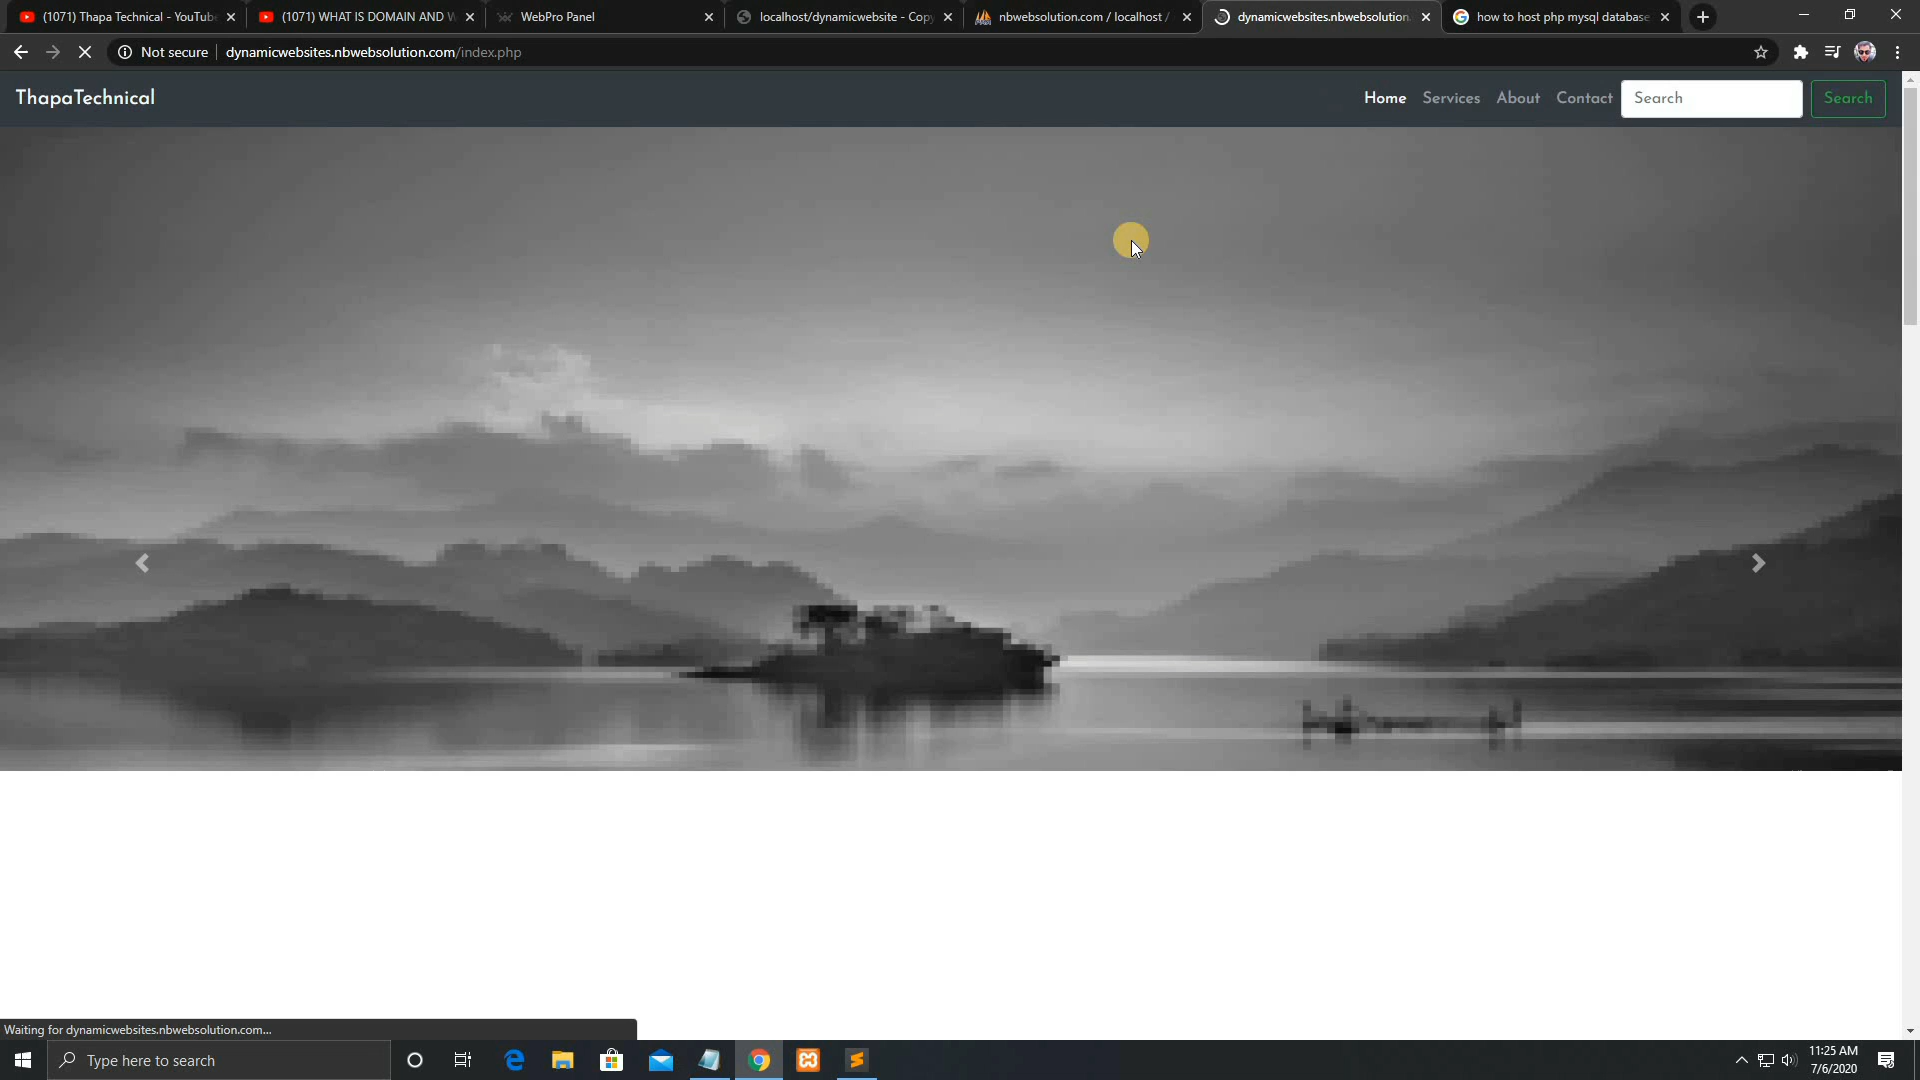 (1071) Thapa Technical - YouTube
(1071) WHAT IS DOMAIN AND W
WebPro Panel
localhost/dynamicwebsite - Copy
nbwebsolution.com / localhost /
dynamicwebsites.nbwebsolution.
how to host php mysql database
Not secure
dynamicwebsites.nbwebsolution.com/index.php
ThapaTechnical
Home
Services
About
Contact
Search
Search
Waiting for dynamicwebsites.nbwebsolution.com...
Type here to search
11:25 AM
7/6/2020